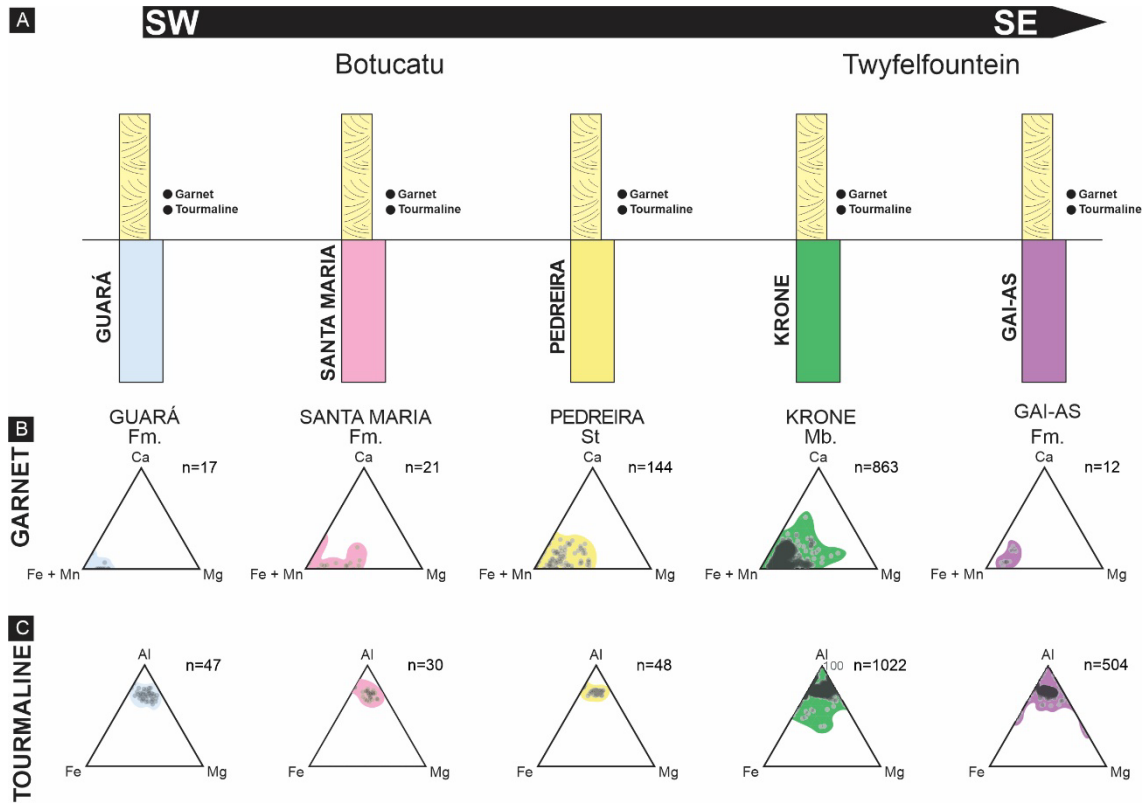 A
SW SE
Botucatu Twyfelfountein
Garnet Garnet Garnet Garnet Garnet
Tourmaline Tourmaline Tourmaline Tourmaline Tourmaline
GUARÁ
SANTA MARIA
PEDREIRA
KRONE
GAI-AS
B
GARNET
GUARÁ SANTA MARIA PEDREIRA KRONE GAI-AS
Fm. Fm. St Mb. Fm.
Ca n=17 Ca n=21 Ca n=144 Ca n=863 Ca n=12
Fe + Mn Mg Fe + Mn Mg Fe + Mn Mg Fe + Mn Mg Fe + Mn Mg
C
TOURMALINE
Al n=47 Al n=30 Al n=48 Al 100 n=1022 Al n=504
Fe Mg Fe Mg Fe Mg Fe Mg Fe Mg